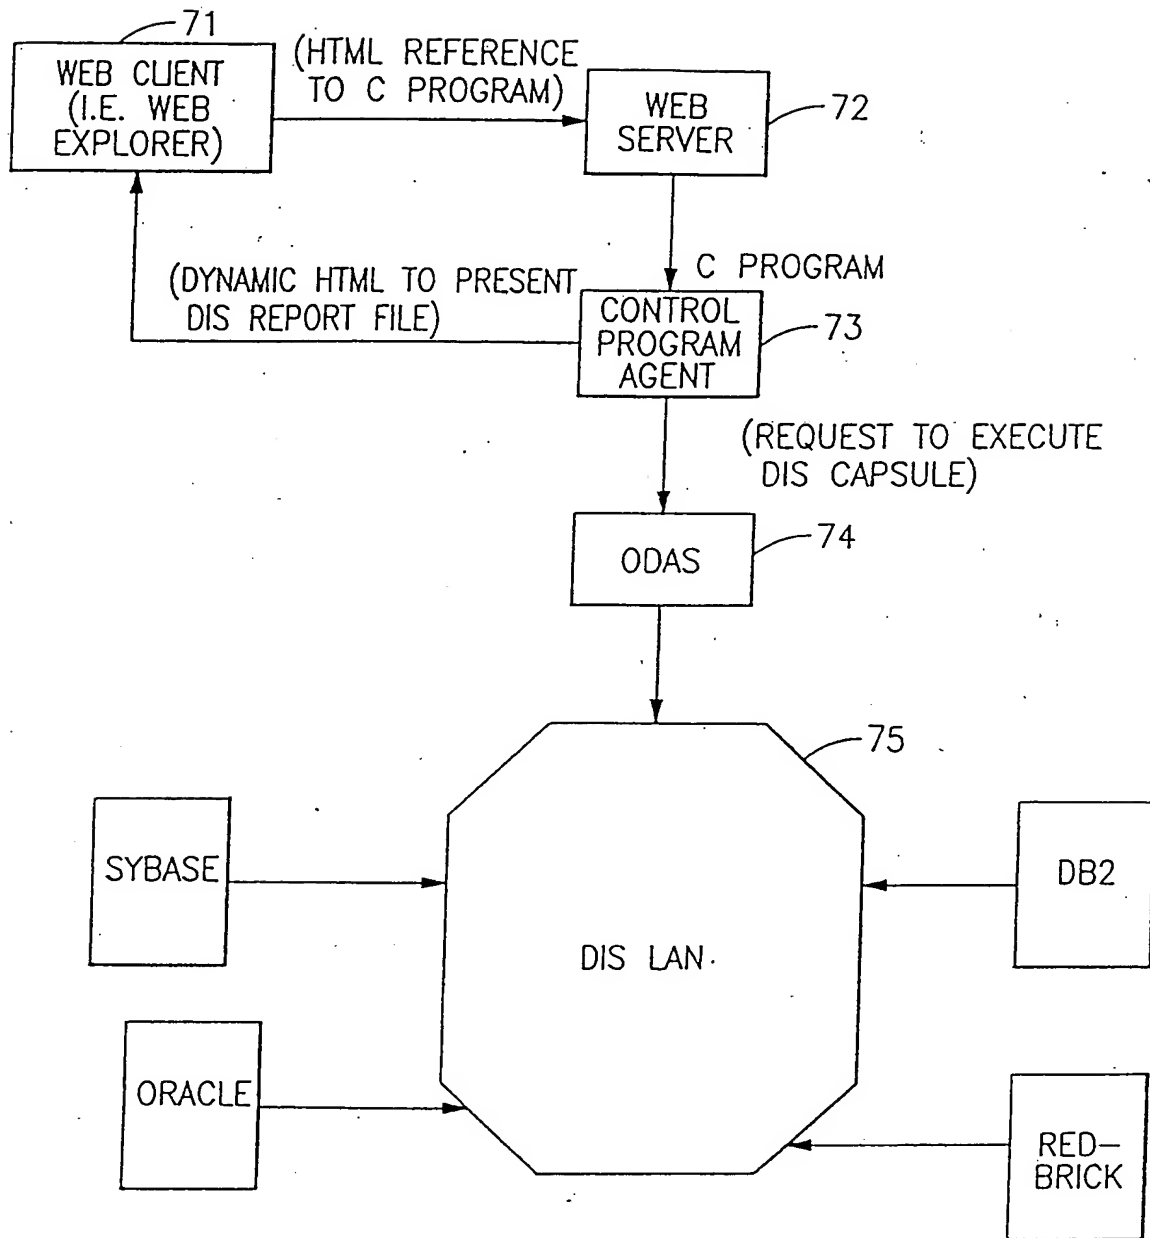 71
WEB CLIENT
(I.E. WEB
EXPLORER)
(HTML REFERENCE
TO C PROGRAM)
WEB
SERVER
72
C PROGRAM
(DYNAMIC HTML TO PRESENT
DIS REPORT FILE)
CONTROL
PROGRAM
AGENT
73
(REQUEST TO EXECUTE
DIS CAPSULE)
ODAS
74
75
SYBASE
DB2
DIS LAN
ORACLE
RED-
BRICK